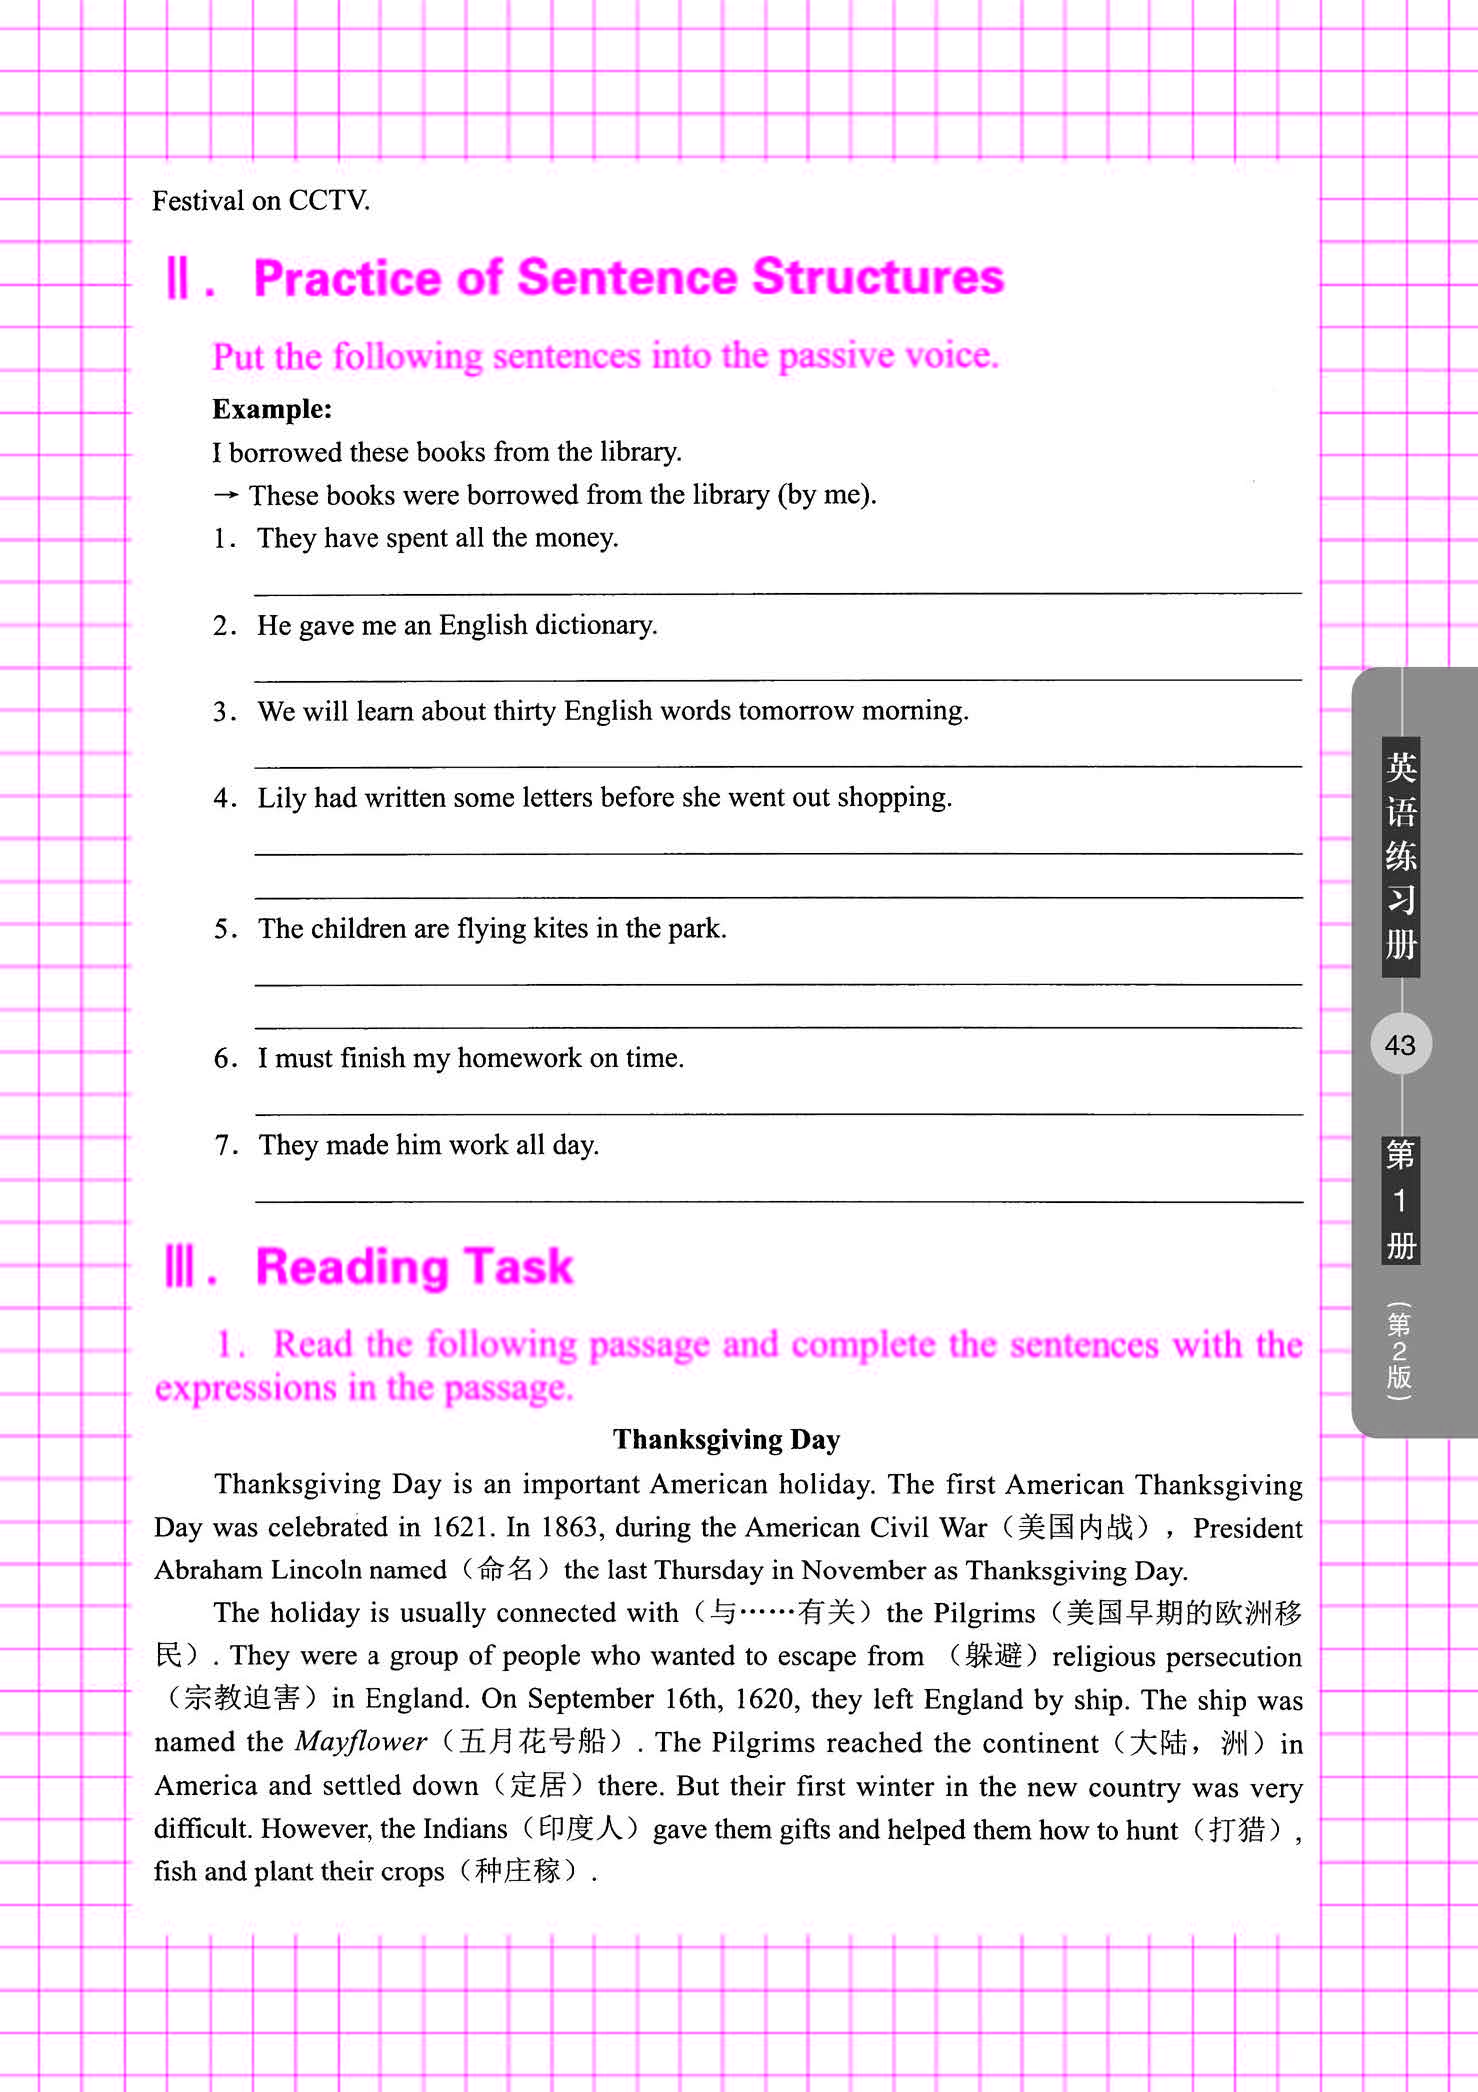 Festival on CCTV.
Ⅱ. Practice of Sentence Structures
Put the following sentences into the passive voice.
Example:
I borrowed these books from the library.
→ These books were borrowed from the library (by me).
1. They have spent all the money.
2. He gave me an English dictionary.
3. We will learn about thirty English words tomorrow morning.
4. Lily had written some letters before she went out shopping.
5. The children are flying kites in the park.
6. I must finish my homework on time.
7. They made him work all day.
Ⅲ. Reading Task
1. Read the following passage and complete the sentences with the
expressions in the passage.
Thanksgiving Day
Thanksgiving Day is an important American holiday. The first American Thanksgiving
Day was celebrated in 1621. In 1863, during the American Civil War（美国内战）, President
Abraham Lincoln named（命名）the last Thursday in November as Thanksgiving Day.
The holiday is usually connected with（与……有关）the Pilgrims（美国早期的欧洲移
民）. They were a group of people who wanted to escape from （躲避）religious persecution
（宗教迫害）in England. On September 16th, 1620, they left England by ship. The ship was
named the Mayflower（五月花号船）. The Pilgrims reached the continent（大陆，洲）in
America and settled down（定居）there. But their first winter in the new country was very
difficult. However, the Indians（印度人）gave them gifts and helped them how to hunt（打猎）,
fish and plant their crops（种庄稼）.
英语练习册
43
第1册
（第2版）